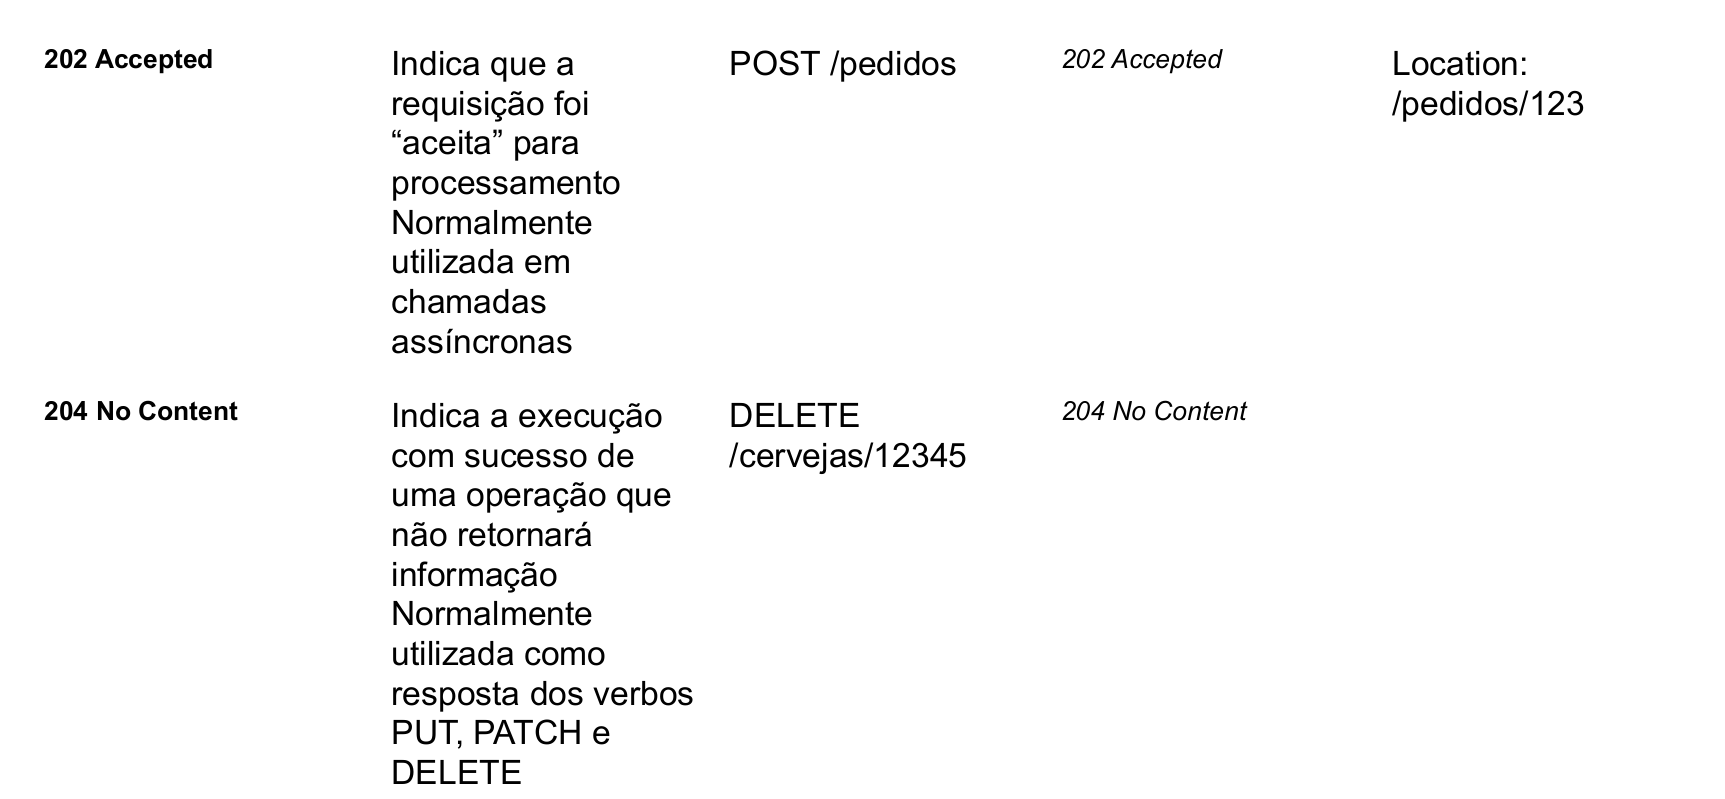 202 Accepted
Indica que a
requisição foi
“aceita” para
processamento
Normalmente
utilizada em
chamadas
assíncronas
POST /pedidos
202 Accepted
Location:
/pedidos/123
204 No Content
Indica a execução
com sucesso de
uma operação que
não retornará
informação
Normalmente
utilizada como
resposta dos verbos
PUT, PATCH e
DELETE
DELETE
/cervejas/12345
204 No Content